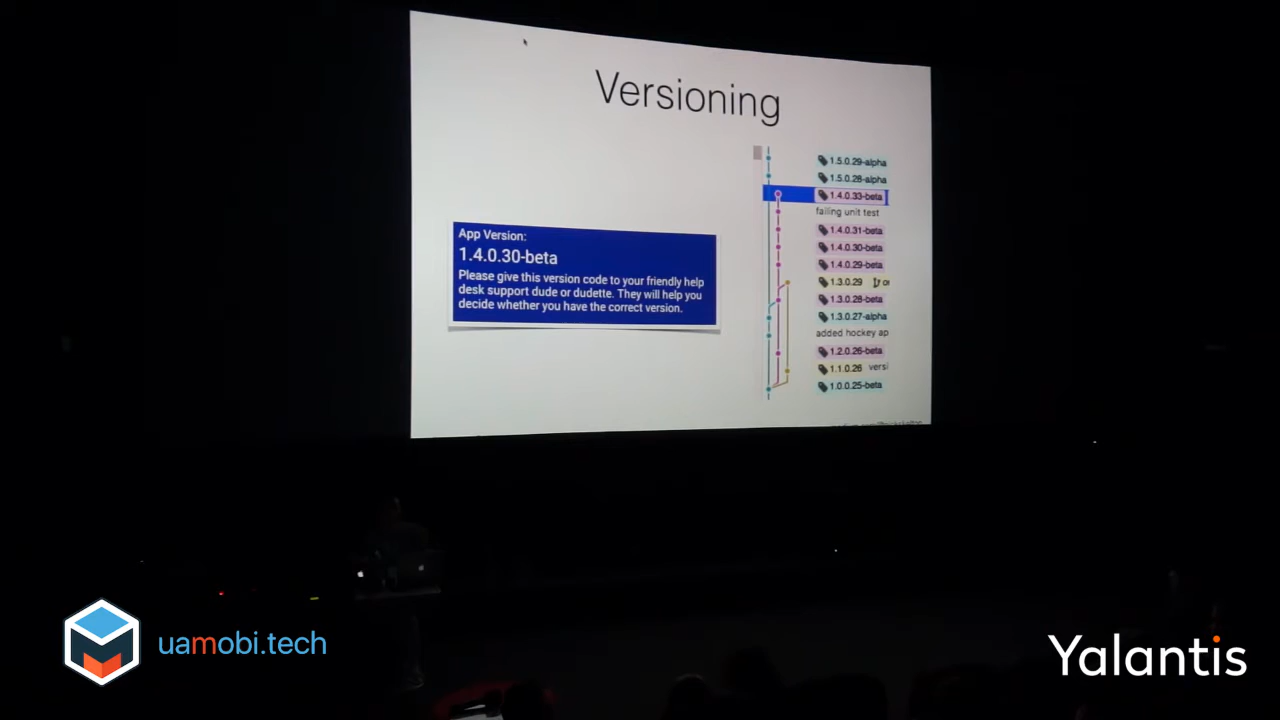 Versioning
App Version:
1.4.0.30-beta
Please give this version code to your friendly help
desk support dude or dudette. They will help you
decide whether you have the correct version.
1.5.0.29-alpha
1.5.0.28-alpha
1.4.0.33-beta
failing unit test
1.4.0.31-beta
1.4.0.30-beta
1.4.0.29-beta
1.3.0.29 or
1.3.0.28-beta
1.3.0.27-alpha
added hockey ap
1.2.0.26-beta
1.1.0.26 versi
1.0.0.25-beta
uamobi.tech
Yalantis